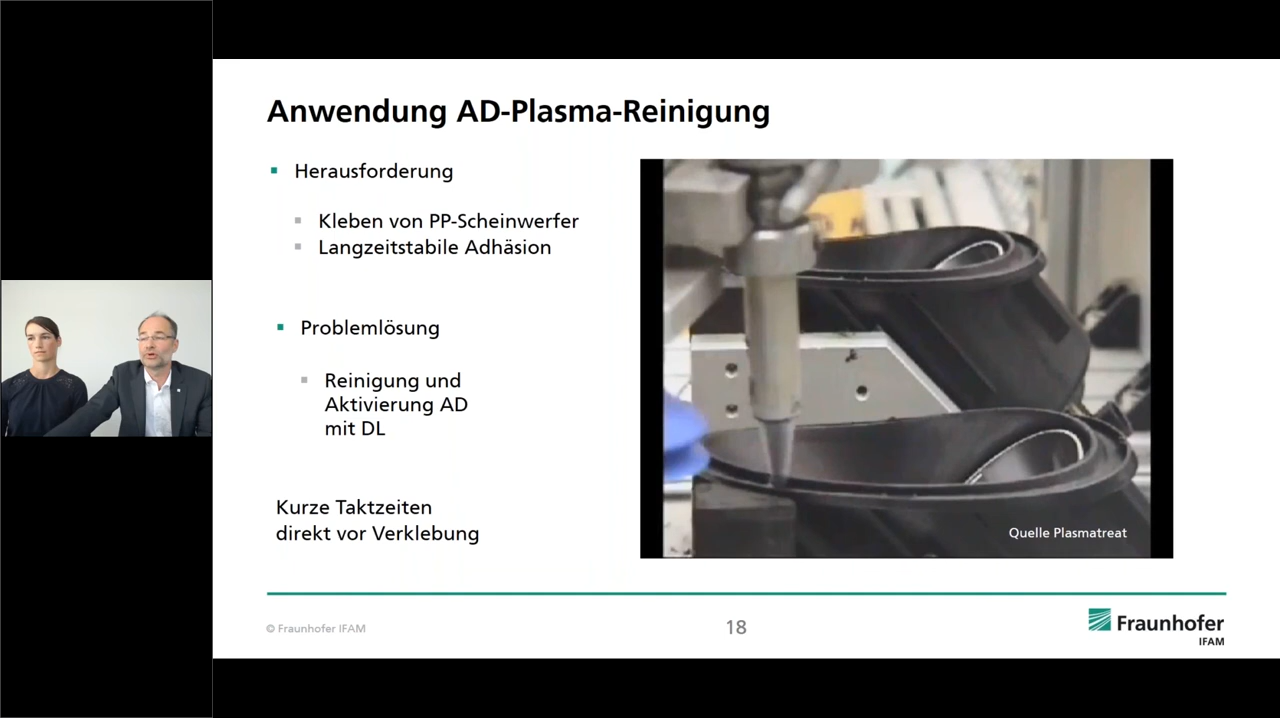 Anwendung AD-Plasma-Reinigung
Herausforderung
Kleben von PP-Scheinwerfer
Langzeitstabile Adhäsion
Problemlösung
Reinigung und
Aktivierung AD
mit DL
Kurze Taktzeiten
direkt vor Verklebung
Quelle Plasmatreat
© Fraunhofer IFAM
18
Fraunhofer
IFAM